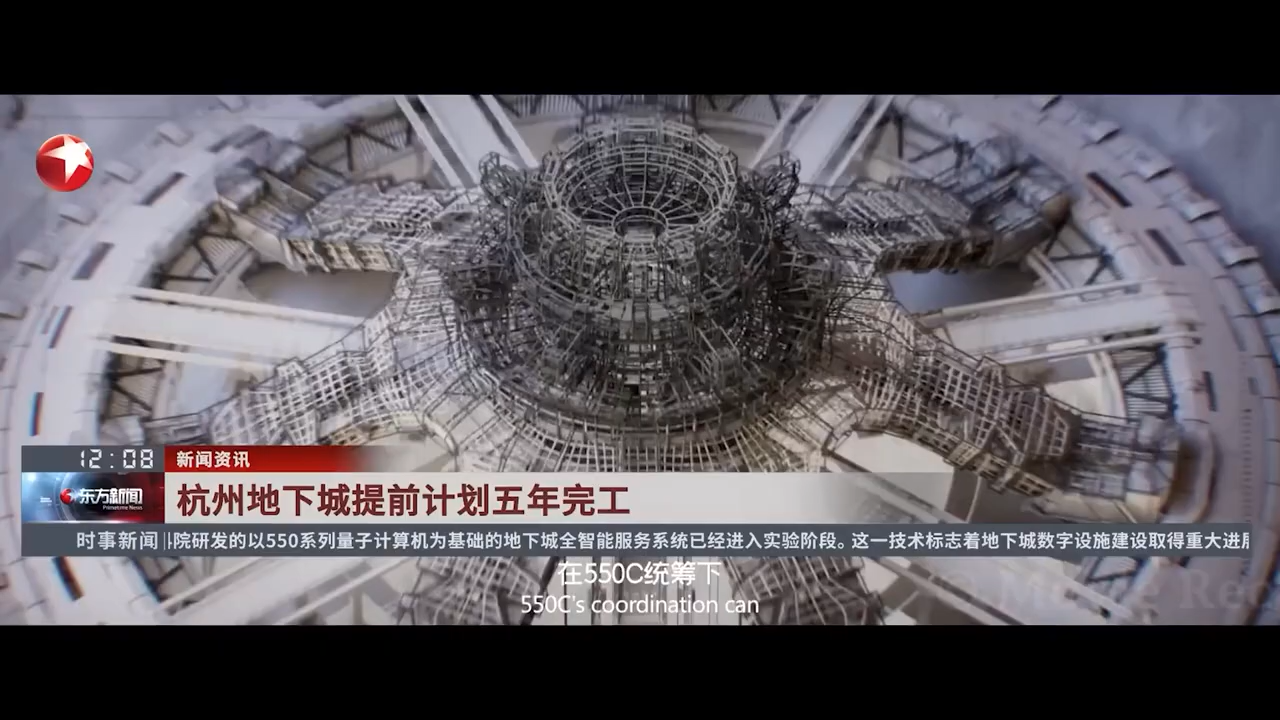 12:08
新闻资讯
东方新闻
Primetime News
杭州地下城提前计划五年完工
时事新闻
院研发的以550系列量子计算机为基础的地下城全智能服务系统已经进入实验阶段。这一技术标志着地下城数字设施建设取得重大进
在550C统筹下
550C's coordination can